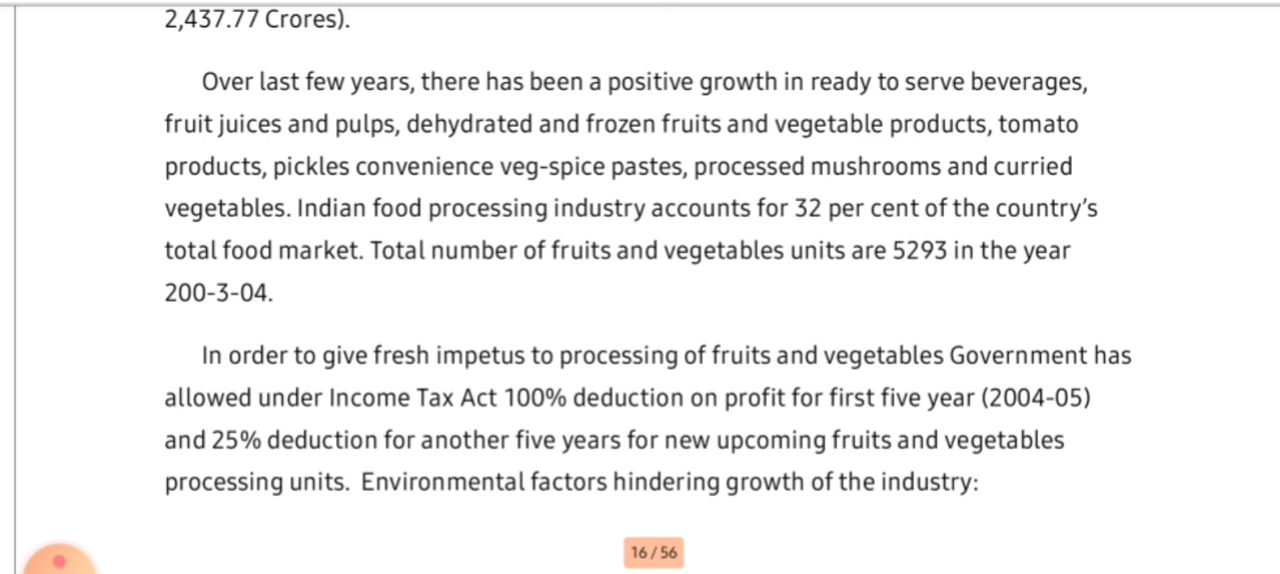 2,437.77 Crores).
Over last few years, there has been a positive growth in ready to serve beverages,
fruit juices and pulps, dehydrated and frozen fruits and vegetable products, tomato
products, pickles convenience veg-spice pastes, processed mushrooms and curried
vegetables. Indian food processing industry accounts for 32 per cent of the country's
total food market. Total number of fruits and vegetables units are 5293 in the year
200-3-04.
In order to give fresh impetus to processing of fruits and vegetables Government has
allowed under Income Tax Act 100% deduction on profit for first five year (2004-05)
and 25% deduction for another five years for new upcoming fruits and vegetables
processing units. Environmental factors hindering growth of the industry:
16 / 56